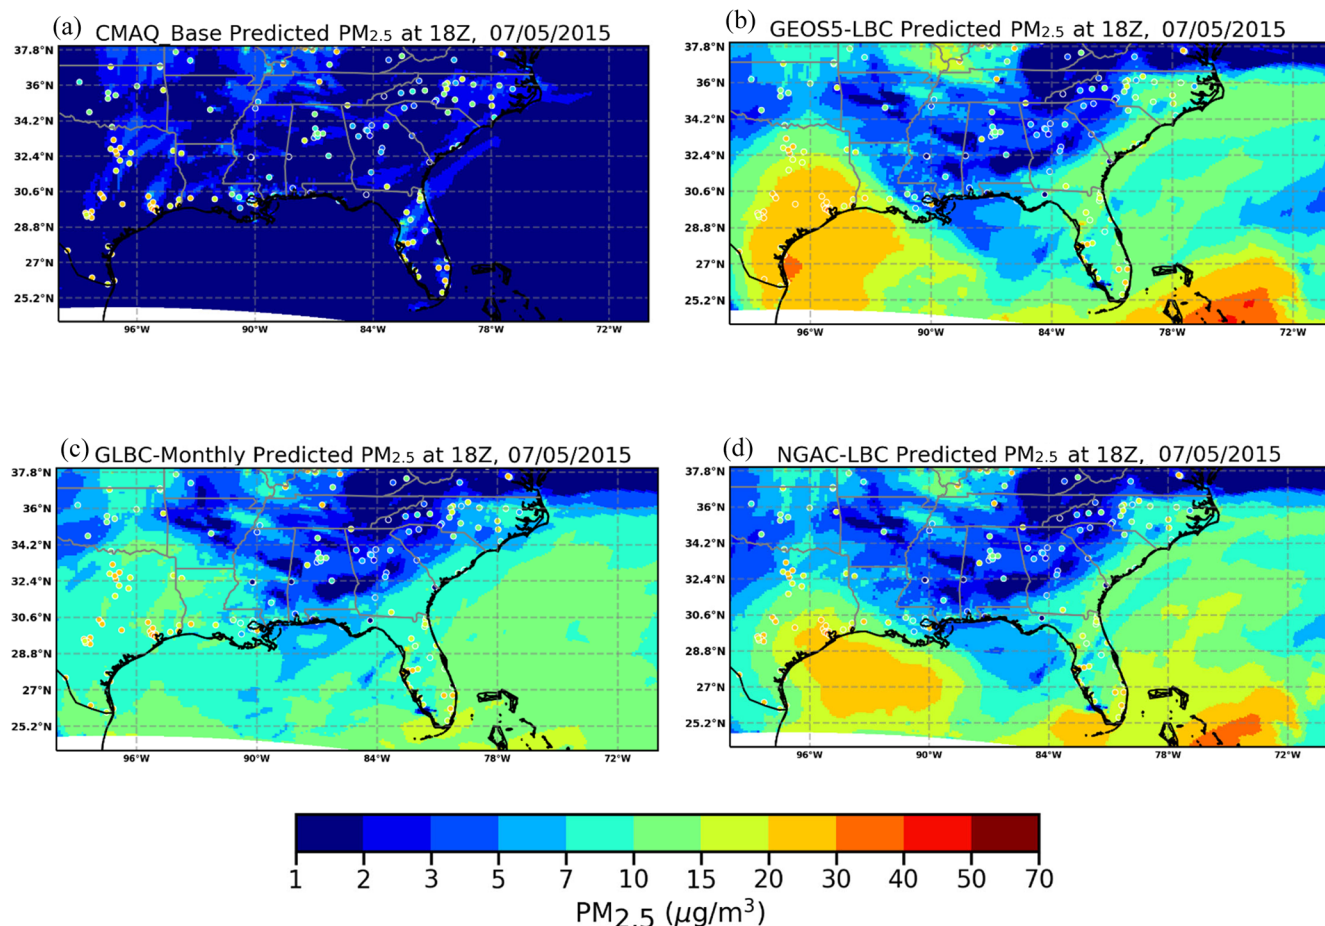 (a) CMAQ_Base Predicted PM2.5 at 18Z, 07/05/2015
37.8°N
36°N
34.2°N
32.4°N
30.6°N
28.8°N
27°N
25.2°N
96°W 90°W 84°W 78°W 72°W
(b) GEOS5-LBC Predicted PM2.5 at 18Z, 07/05/2015
37.8°N
36°N
34.2°N
32.4°N
30.6°N
28.8°N
27°N
25.2°N
96°W 90°W 84°W 78°W 72°W
(c) GLBC-Monthly Predicted PM2.5 at 18Z, 07/05/2015
37.8°N
36°N
34.2°N
32.4°N
30.6°N
28.8°N
27°N
25.2°N
96°W 90°W 84°W 78°W 72°W
(d) NGAC-LBC Predicted PM2.5 at 18Z, 07/05/2015
37.8°N
36°N
34.2°N
32.4°N
30.6°N
28.8°N
27°N
25.2°N
96°W 90°W 84°W 78°W 72°W
1 2 3 5 7 10 15 20 30 40 50 70
PM2.5 (μg/m³)